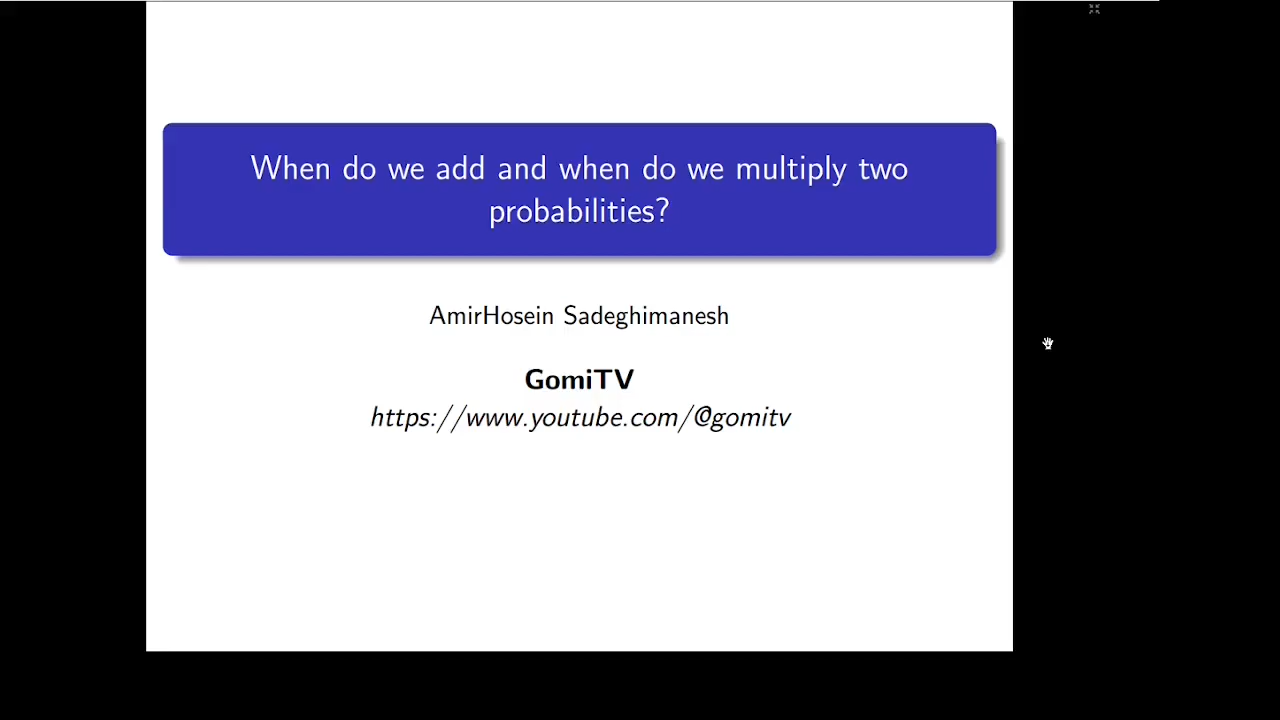 When do we add and when do we multiply two
probabilities?
AmirHosein Sadeghimanesh
GomiTV
https://www.youtube.com/@gomitv